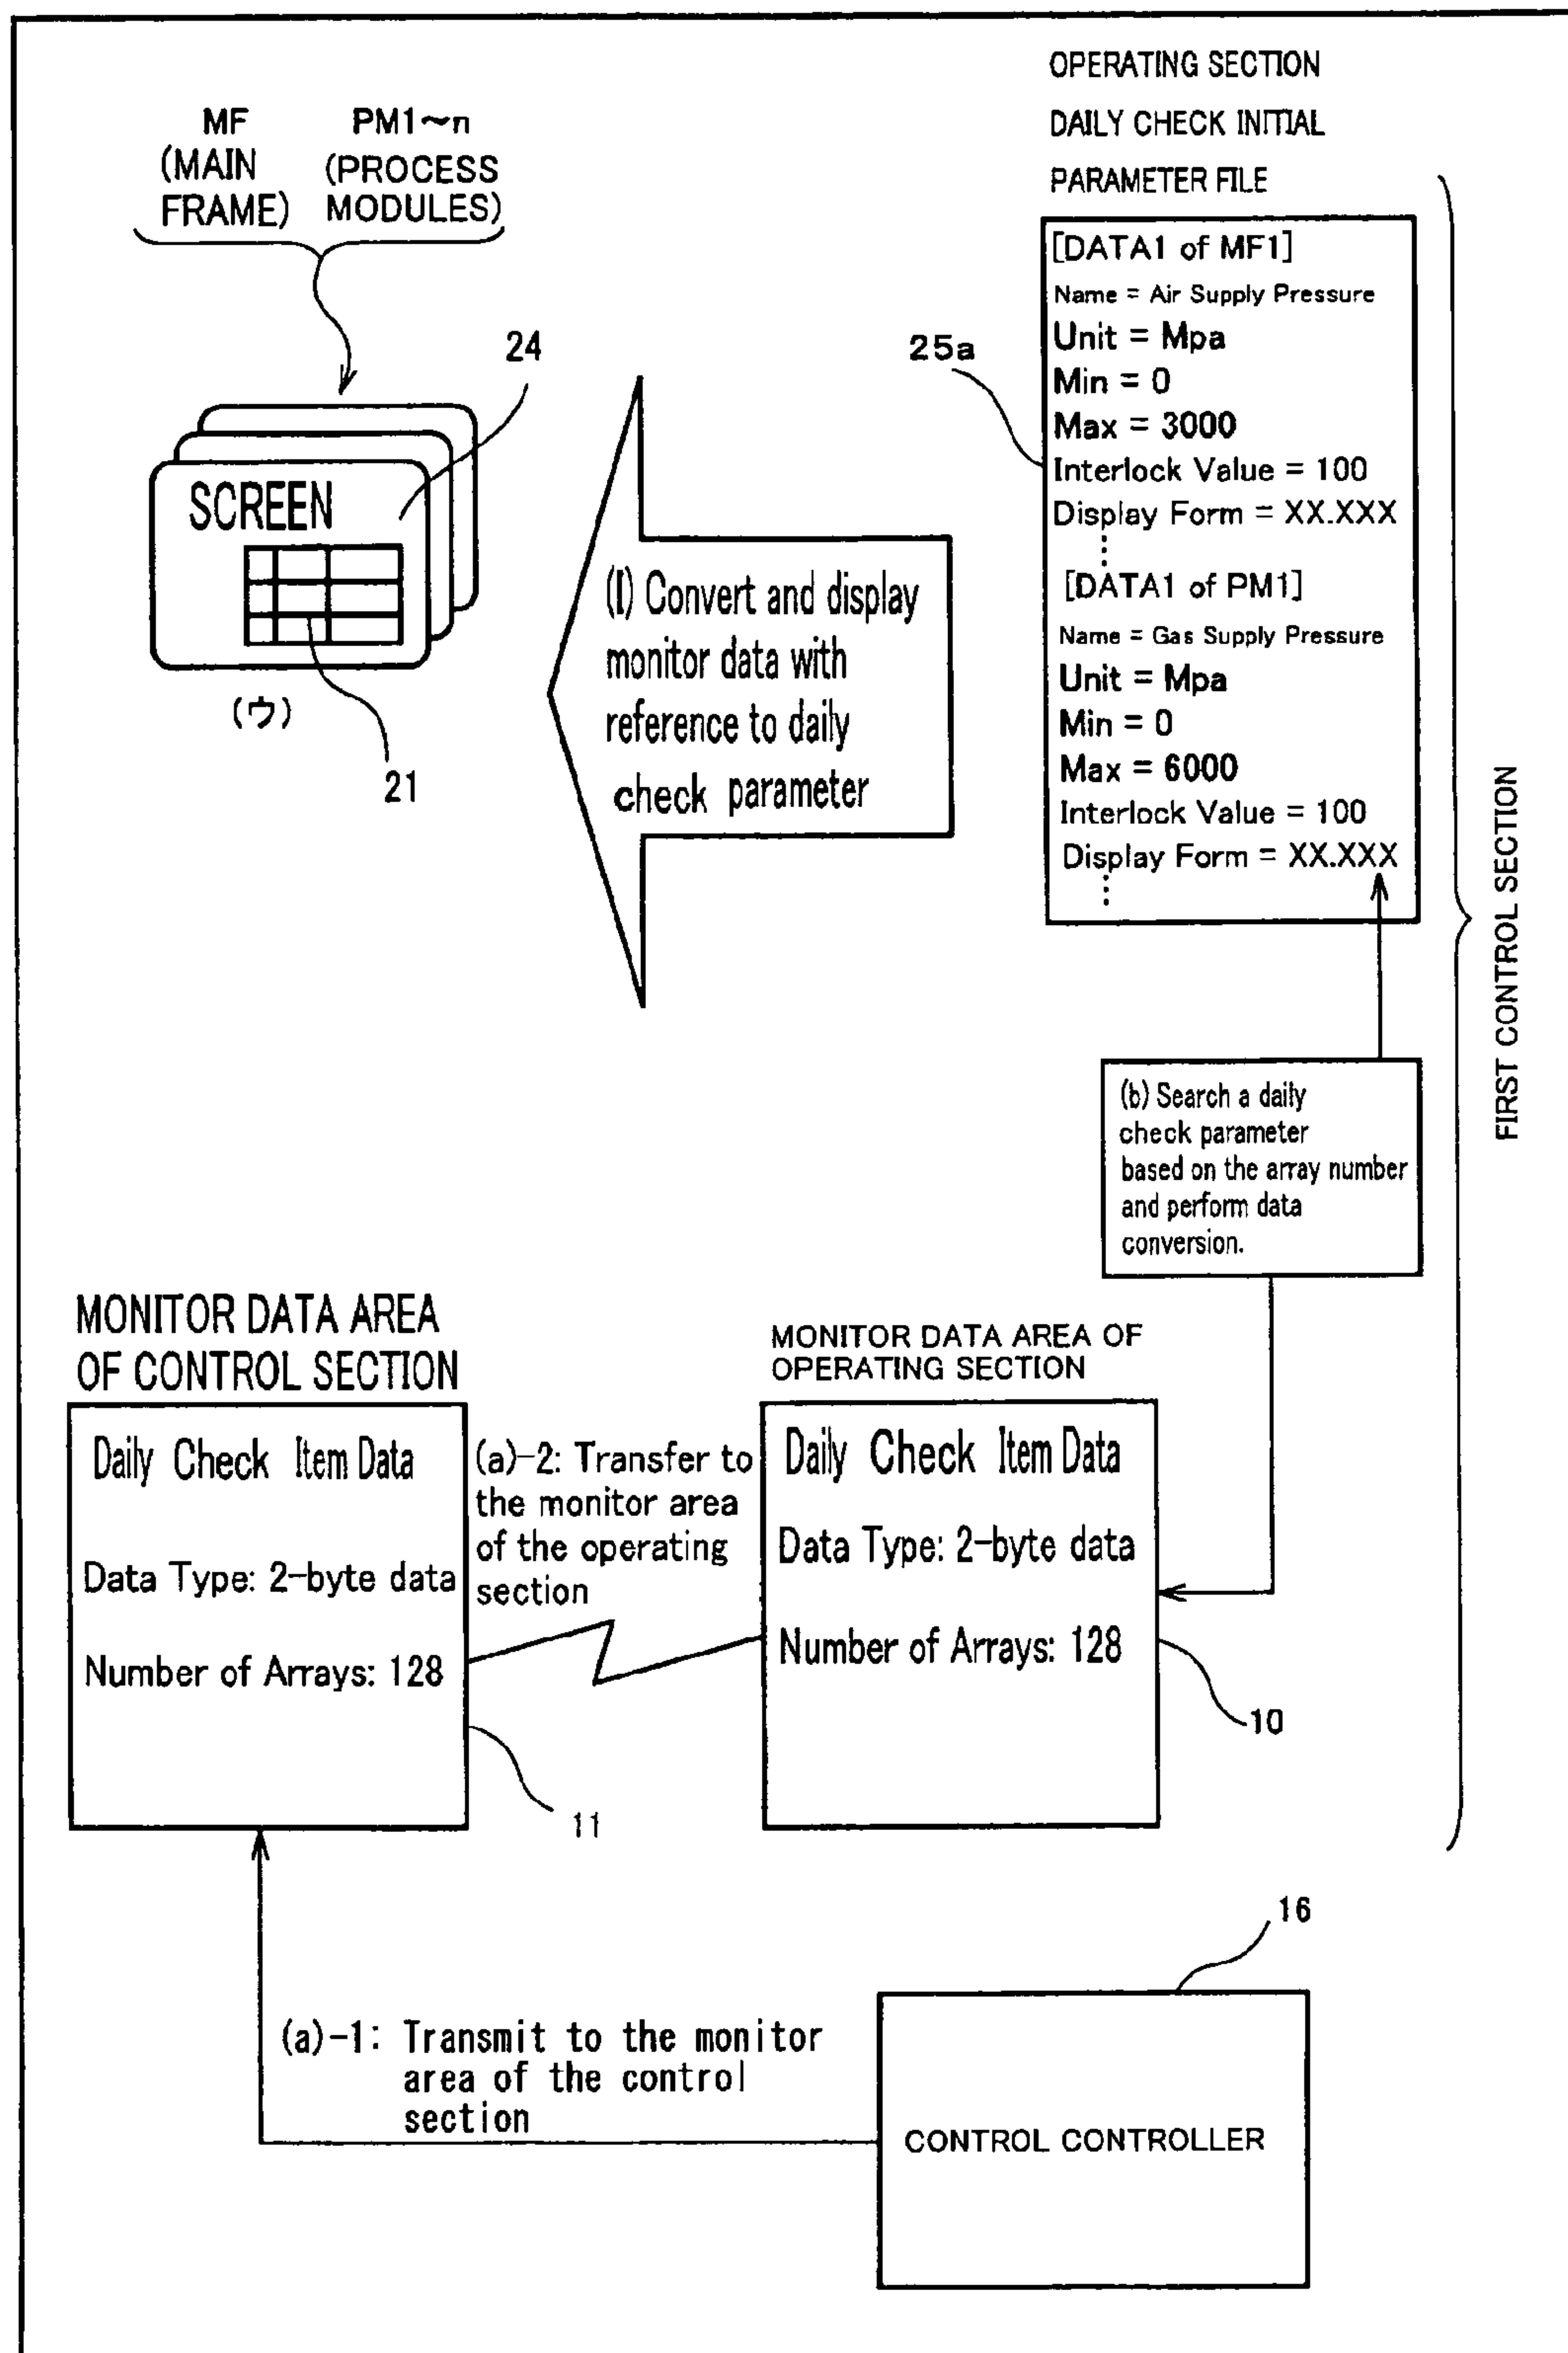 OPERATING SECTION
DAILY CHECK INITIAL
PARAMETER FILE
MF
(MAIN
FRAME)
PM1~n
(PROCESS
MODULES)
24
SCREEN
(ウ)
21
(I) Convert and display
monitor data with
reference to daily
check parameter
25a
[DATA1 of MF1]
Name = Air Supply Pressure
Unit = Mpa
Min = 0
Max = 3000
Interlock Value = 100
Display Form = XX.XXX
[DATA1 of PM1]
Name = Gas Supply Pressure
Unit = Mpa
Min = 0
Max = 6000
Interlock Value = 100
Display Form = XX.XXX
FIRST CONTROL SECTION
(b) Search a daily
check parameter
based on the array number
and perform data
conversion.
MONITOR DATA AREA
OF CONTROL SECTION
Daily Check Item Data
Data Type: 2-byte data
Number of Arrays: 128
11
(a)-2: Transfer to
the monitor area
of the operating
section
MONITOR DATA AREA OF
OPERATING SECTION
Daily Check Item Data
Data Type: 2-byte data
Number of Arrays: 128
10
16
(a)-1: Transmit to the monitor
area of the control
section
CONTROL CONTROLLER